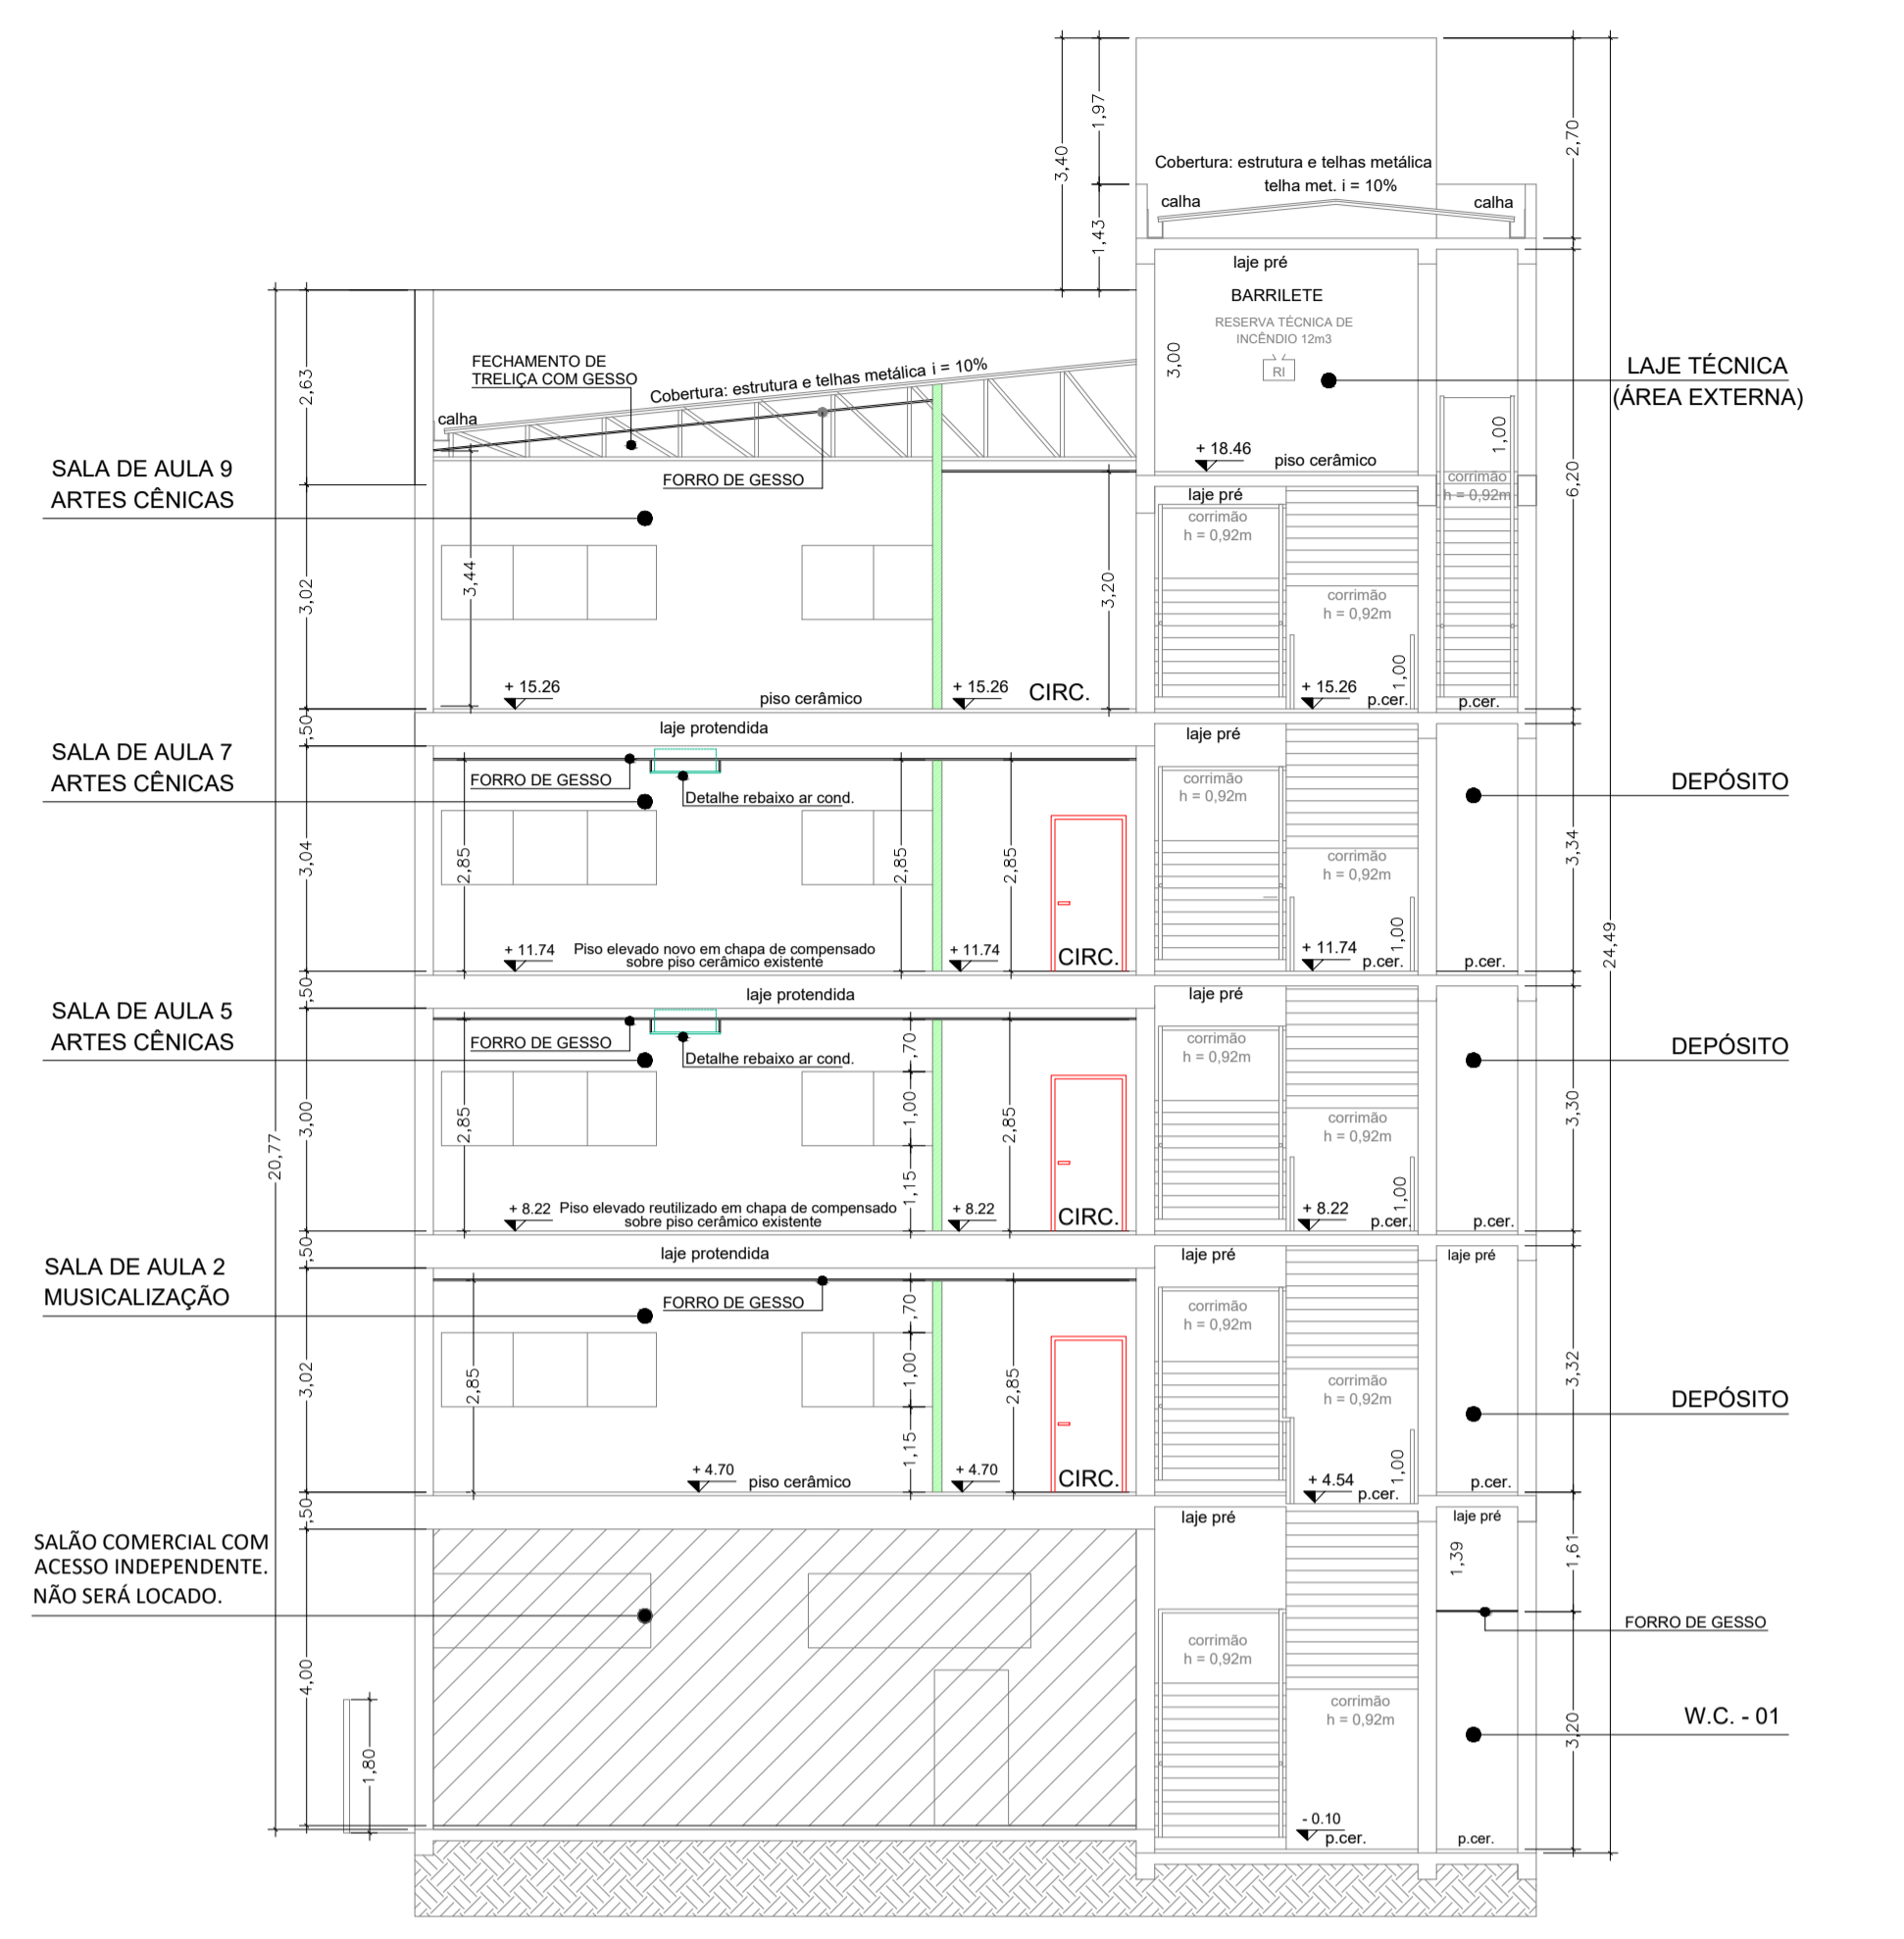 3,40
1,97
1,43
2,70
Cobertura: estrutura e telhas metálica
telha met. i = 10%
calha
calha
laje pré
BARRILETE
RESERVA TÉCNICA DE
INCÊNDIO 12m3
RI
3,00
LAJE TÉCNICA
(ÁREA EXTERNA)
+ 18.46
piso cerâmico
1,00
corrimão
h = 0,92m
6,20
2,63
FECHAMENTO DE
TRELIÇA COM GESSO
Cobertura: estrutura e telhas metálica i = 10%
calha
FORRO DE GESSO
SALA DE AULA 9
ARTES CÊNICAS
3,02
3,44
3,20
laje pré
corrimão
h = 0,92m
corrimão
h = 0,92m
1,00
+ 15.26
piso cerâmico
+ 15.26
CIRC.
+ 15.26
p.cer.
p.cer.
,50
laje protendida
laje pré
SALA DE AULA 7
ARTES CÊNICAS
FORRO DE GESSO
Detalhe rebaixo ar cond.
corrimão
h = 0,92m
DEPÓSITO
3,04
2,85
2,85
2,85
corrimão
h = 0,92m
3,34
1,00
24,49
+ 11.74
Piso elevado novo em chapa de compensado
sobre piso cerâmico existente
+ 11.74
CIRC.
+ 11.74
p.cer.
p.cer.
,50
laje protendida
laje pré
SALA DE AULA 5
ARTES CÊNICAS
FORRO DE GESSO
Detalhe rebaixo ar cond.
,70
corrimão
h = 0,92m
DEPÓSITO
3,00
2,85
1,00
2,85
corrimão
h = 0,92m
3,30
20,77
1,15
1,00
+ 8.22
Piso elevado reutilizado em chapa de compensado
sobre piso cerâmico existente
+ 8.22
CIRC.
+ 8.22
p.cer.
p.cer.
,50
laje protendida
laje pré
laje pré
SALA DE AULA 2
MUSICALIZAÇÃO
FORRO DE GESSO
,70
corrimão
h = 0,92m
3,02
2,85
1,00
2,85
corrimão
h = 0,92m
3,32
DEPÓSITO
1,15
1,00
+ 4.70
piso cerâmico
+ 4.70
CIRC.
+ 4.54
p.cer.
p.cer.
,50
laje pré
laje pré
SALÃO COMERCIAL COM
ACESSO INDEPENDENTE.
NÃO SERÁ LOCADO.
1,39
1,61
FORRO DE GESSO
corrimão
h = 0,92m
4,00
corrimão
h = 0,92m
W.C. - 01
3,20
1,80
- 0.10
p.cer.
p.cer.